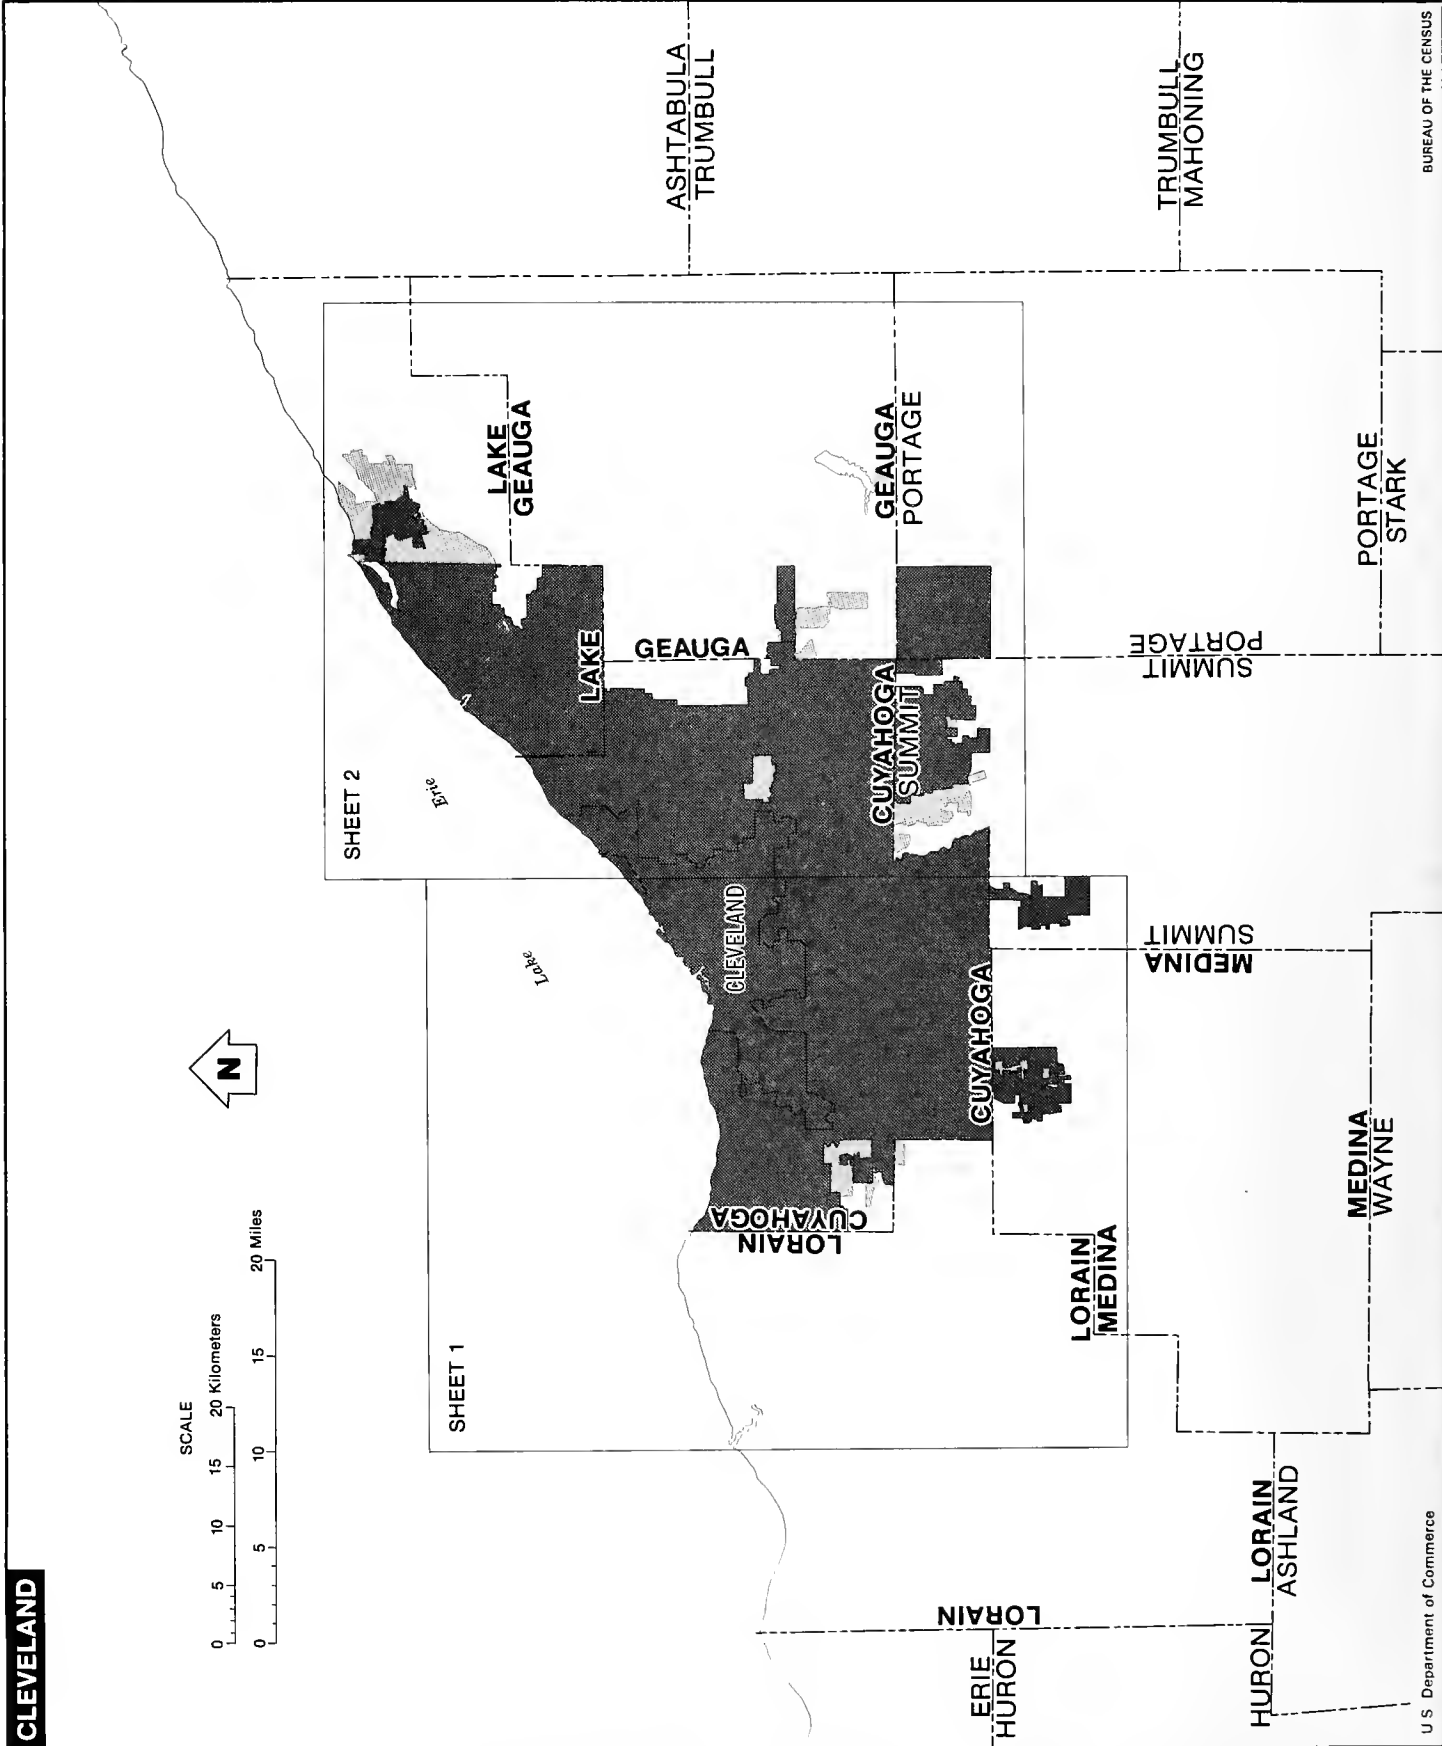 CLEVELAND
SCALE
0 5 10 15 20 Kilometers
0 5 10 15 20 Miles
N
SHEET 1
SHEET 2
Lake
Erie
ASHTABULA
TRUMBULL
TRUMBULL
MAHONING
LAKE
GEAUGA
GEAUGA
PORTAGE
LAKE
GEAUGA
CUYAHOGA
SUMMIT
PORTAGE
SUMMIT
PORTAGE
STARK
CLEVELAND
CUYAHOGA
SUMMIT
MEDINA
CUYAHOGA
LORAIN
LORAIN
MEDINA
MEDINA
WAYNE
LORAIN
ASHLAND
LORAIN
ERIE
HURON
HURON
U S Department of Commerce
BUREAU OF THE CENSUS